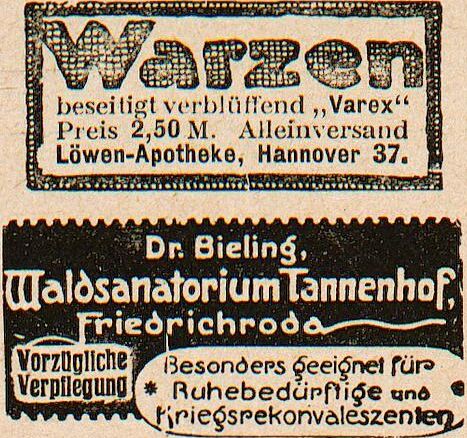 Warzen
beseitigt verblüffend „Varex“
Preis 2,50 M. Alleinversand
Löwen-Apotheke, Hannover 37.
Dr. Bieling,
Waldsanatorium Tannenhof,
Friedrichroda
Vorzügliche
Verpflegung
Besonders geeignet für
* Ruhebedürftige und *
Kriegsrekonvaleszenten